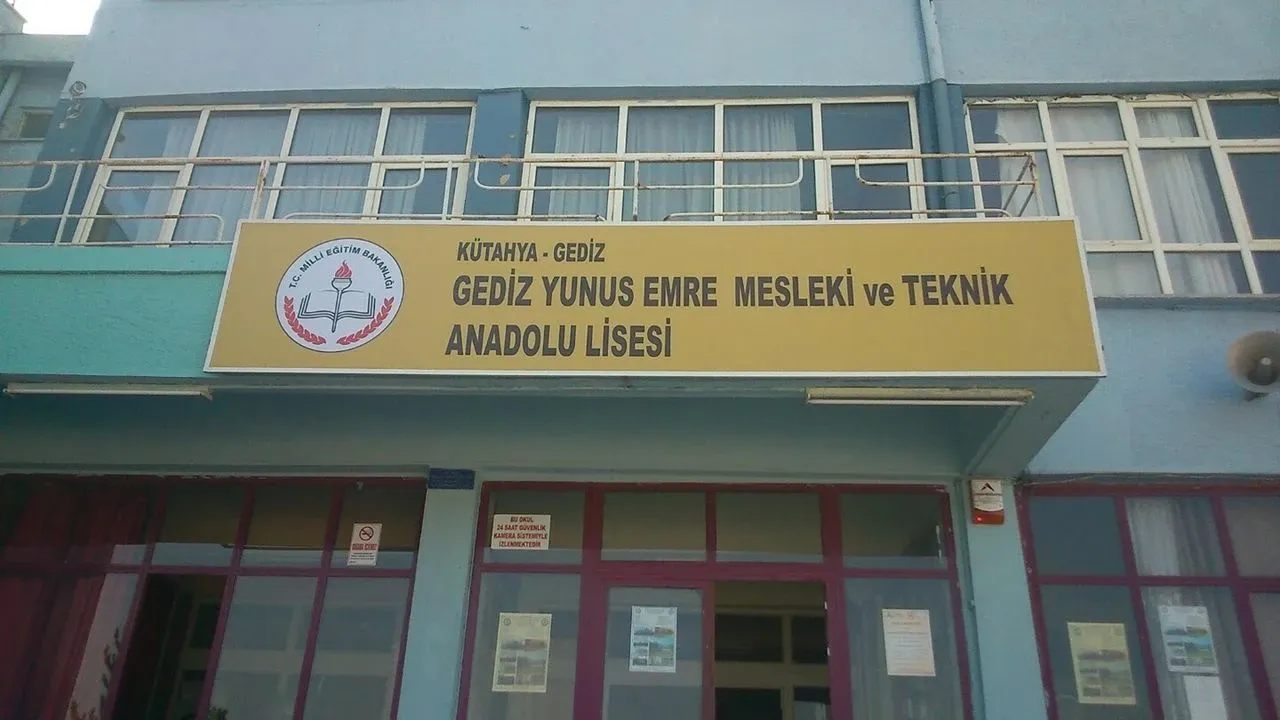 T.C. MİLLİ EĞİTİM BAKANLIĞI
KÜTAHYA - GEDİZ
GEDİZ YUNUS EMRE MESLEKİ ve TEKNİK
ANADOLU LİSESİ
BU OKUL
24 SAAT GÜVENLİK
KAMERA SİSTEMİYLE
İZLENMEKTEDİR